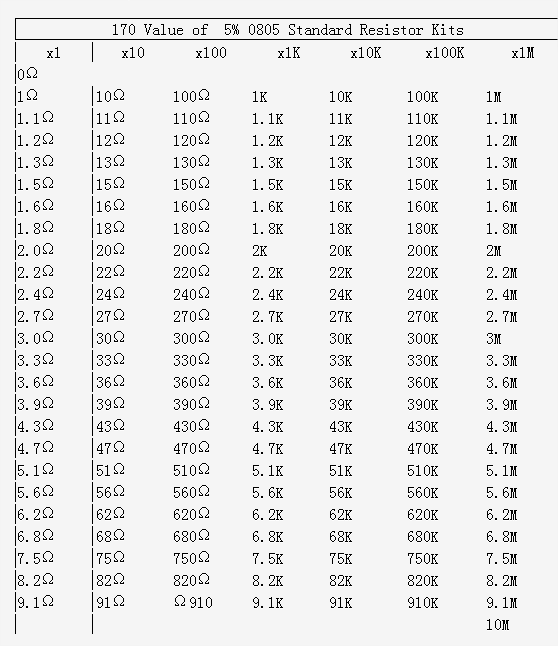 170 Value of 5% 0805 Standard Resistor Kits
x1 x10 x100 x1K x10K x100K x1M
0Ω
1Ω 10Ω 100Ω 1K 10K 100K 1M
1.1Ω 11Ω 110Ω 1.1K 11K 110K 1.1M
1.2Ω 12Ω 120Ω 1.2K 12K 120K 1.2M
1.3Ω 13Ω 130Ω 1.3K 13K 130K 1.3M
1.5Ω 15Ω 150Ω 1.5K 15K 150K 1.5M
1.6Ω 16Ω 160Ω 1.6K 16K 160K 1.6M
1.8Ω 18Ω 180Ω 1.8K 18K 180K 1.8M
2.0Ω 20Ω 200Ω 2K 20K 200K 2M
2.2Ω 22Ω 220Ω 2.2K 22K 220K 2.2M
2.4Ω 24Ω 240Ω 2.4K 24K 240K 2.4M
2.7Ω 27Ω 270Ω 2.7K 27K 270K 2.7M
3.0Ω 30Ω 300Ω 3.0K 30K 300K 3M
3.3Ω 33Ω 330Ω 3.3K 33K 330K 3.3M
3.6Ω 36Ω 360Ω 3.6K 36K 360K 3.6M
3.9Ω 39Ω 390Ω 3.9K 39K 390K 3.9M
4.3Ω 43Ω 430Ω 4.3K 43K 430K 4.3M
4.7Ω 47Ω 470Ω 4.7K 47K 470K 4.7M
5.1Ω 51Ω 510Ω 5.1K 51K 510K 5.1M
5.6Ω 56Ω 560Ω 5.6K 56K 560K 5.6M
6.2Ω 62Ω 620Ω 6.2K 62K 620K 6.2M
6.8Ω 68Ω 680Ω 6.8K 68K 680K 6.8M
7.5Ω 75Ω 750Ω 7.5K 75K 750K 7.5M
8.2Ω 82Ω 820Ω 8.2K 82K 820K 8.2M
9.1Ω 91Ω Ω910 9.1K 91K 910K 9.1M
10M